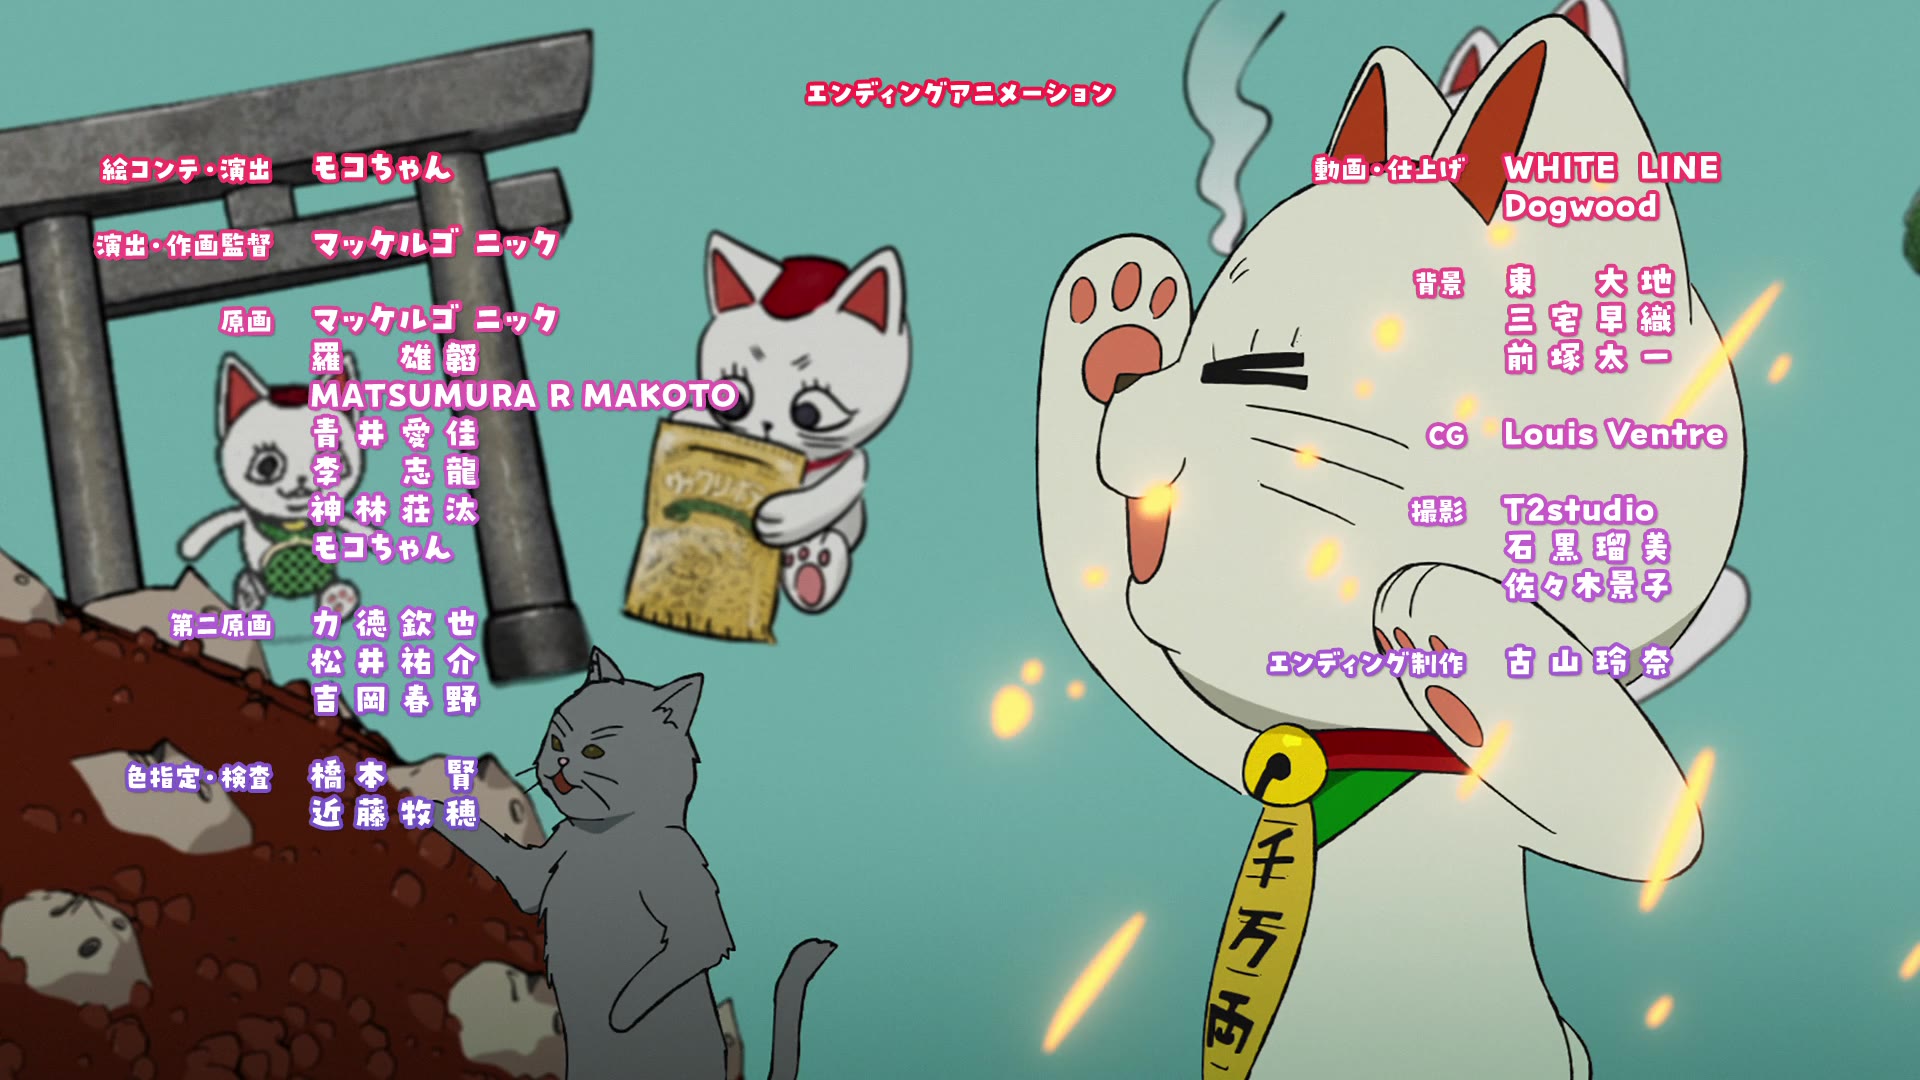 エンディングアニメーション
絵コンテ・演出 モコちゃん
演出・作画監督 マッケルゴ ニック
原画 マッケルゴ ニック
羅 雄韜
MATSUMURA R MAKOTO
青井愛佳
李 志龍
神林荘汰
モコちゃん
第二原画 力徳欽也
松井祐介
吉岡春野
色指定・検査 橋本 賢
近藤牧穂
動画・仕上げ WHITE LINE
Dogwood
背景 東 大地
三宅早織
前塚太一
CG Louis Ventre
撮影 T2studio
石黒瑠美
佐々木景子
エンディング制作 古山玲奈
千万両